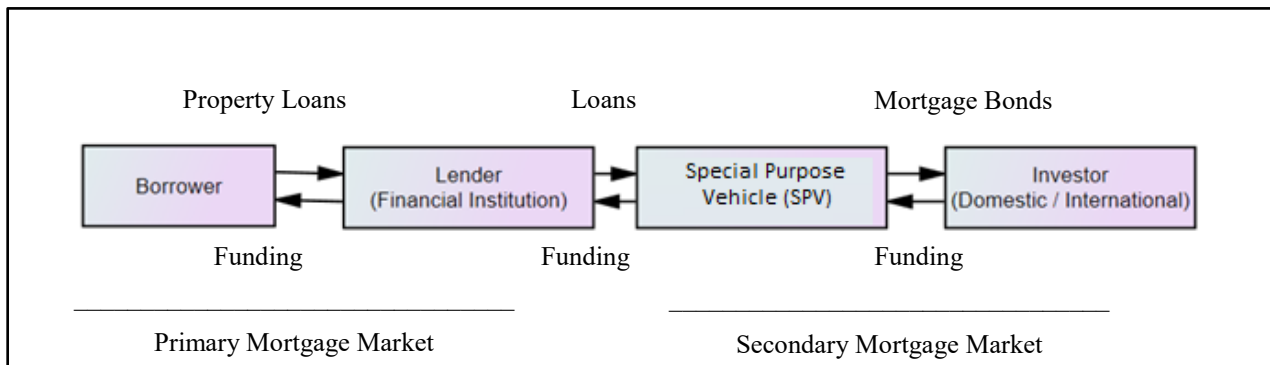 Property Loans Loans Mortgage Bonds
Borrower
Lender
(Financial Institution)
Special Purpose
Vehicle (SPV)
Investor
(Domestic / International)
Funding Funding Funding
Primary Mortgage Market Secondary Mortgage Market